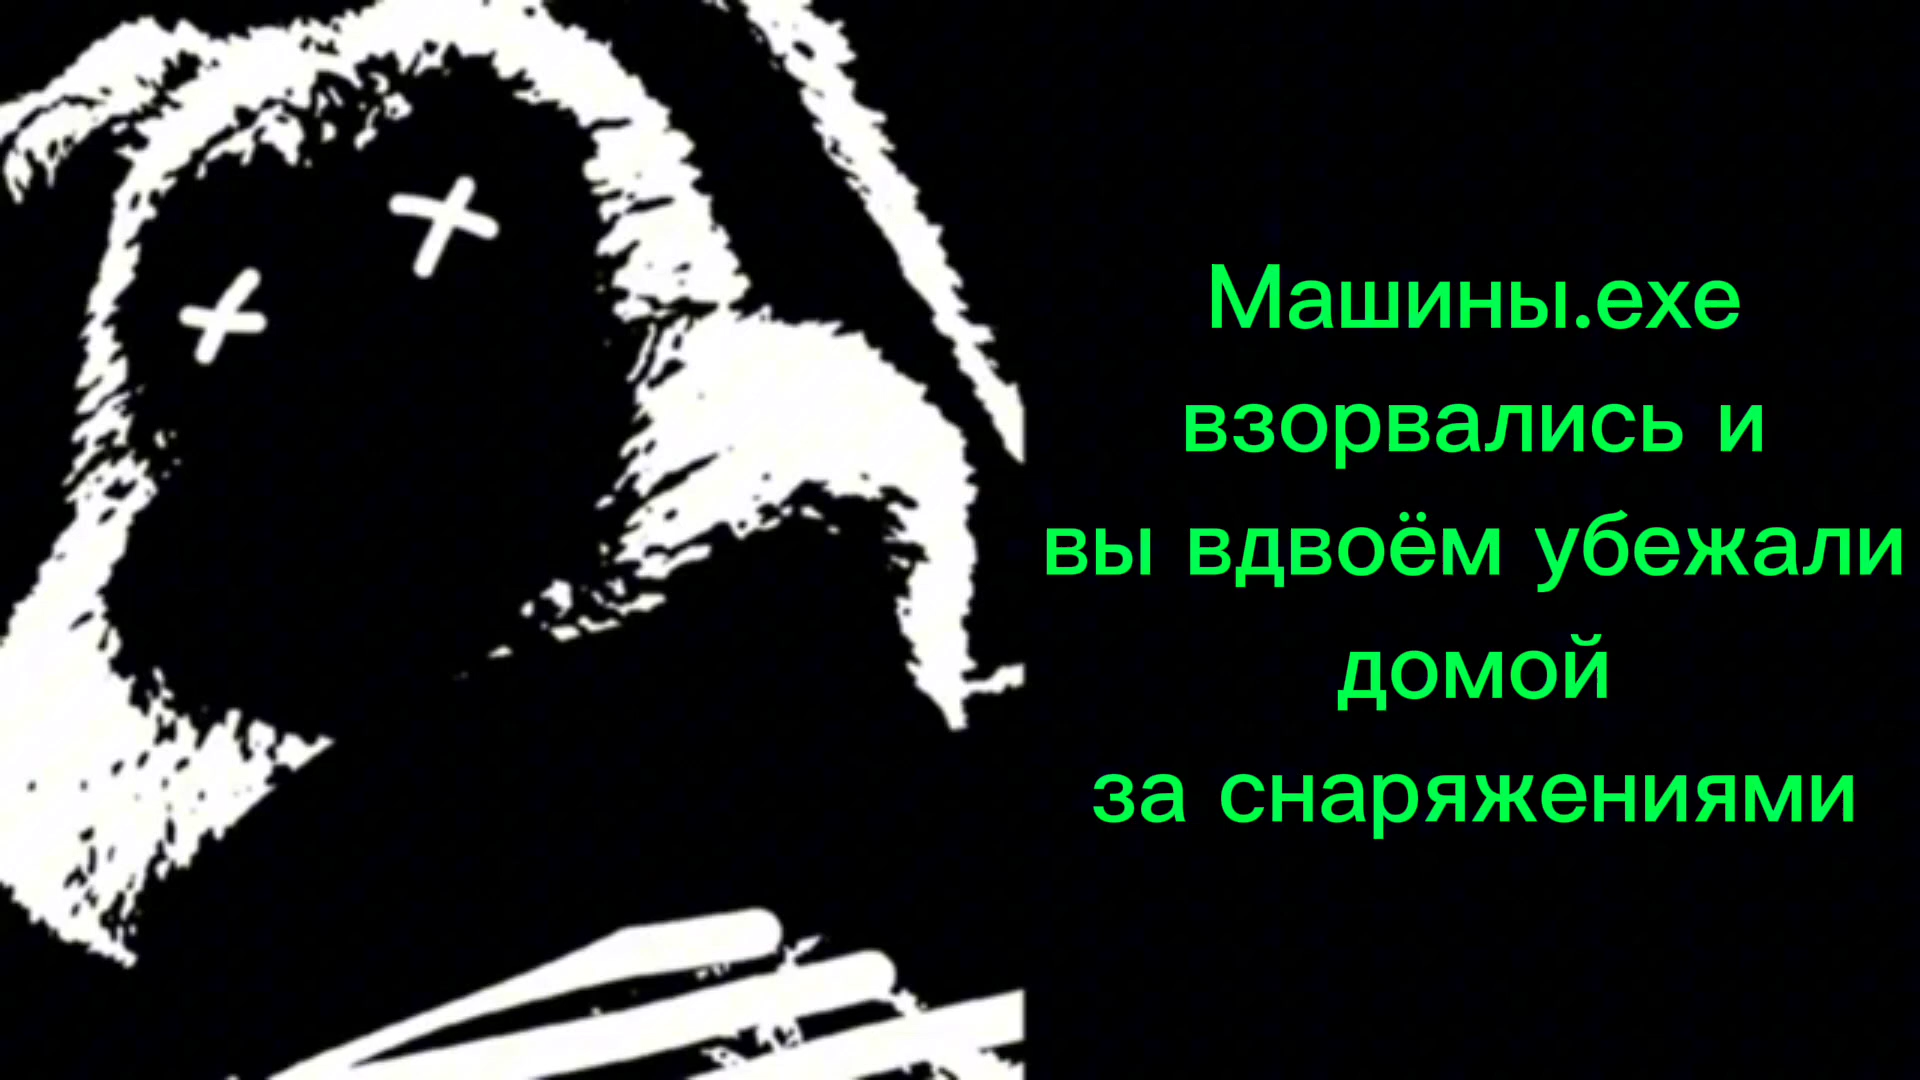 Машины.exe
взорвались и
вы вдвоём убежали
домой
за снаряжениями